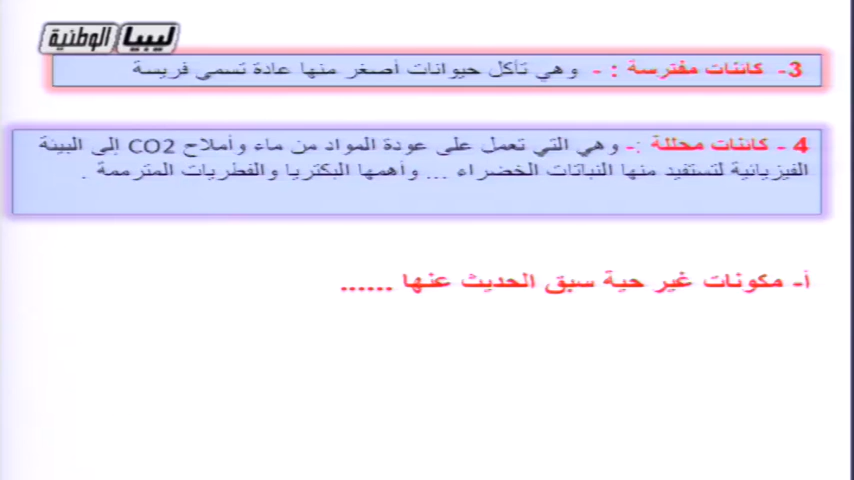 ليبيا الوطنية
3- كائنات مفترسة : - وهي تأكل حيوانات أصغر منها عادة تسمى فريسة
4 - كائنات محللة :- وهي التي تعمل على عودة المواد من ماء وأملاح CO2 إلى البيئة
الفيزيائية لتستفيد منها النباتات الخضراء ... وأهمها البكتريا والفطريات المترممة .
أ- مكونات غير حية سبق الحديث عنها ......